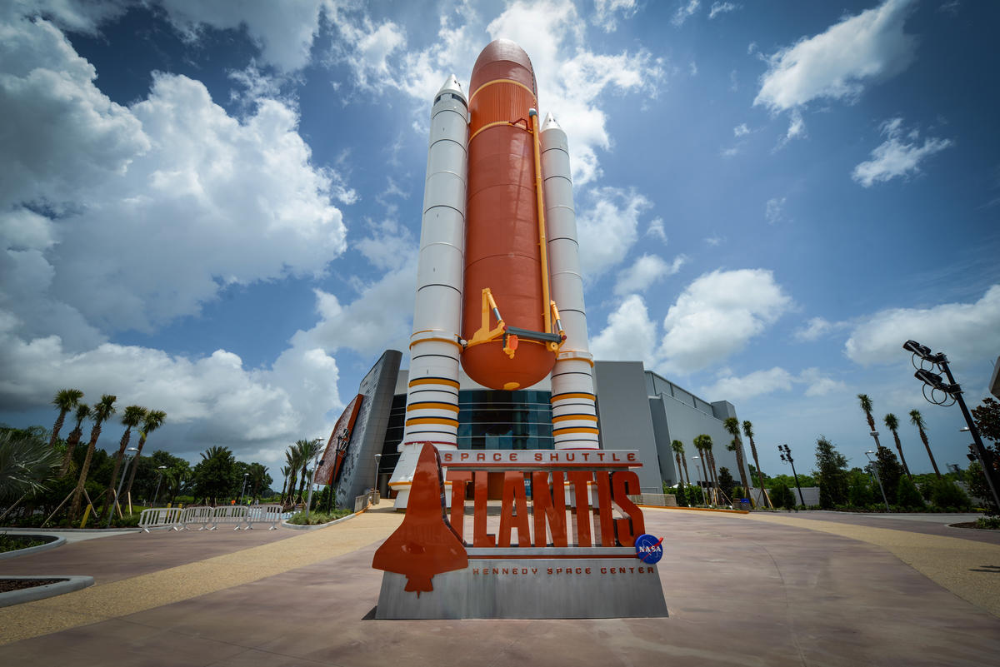 SPACE SHUTTLE
ATLANTIS
NASA
KENNEDY SPACE CENTER